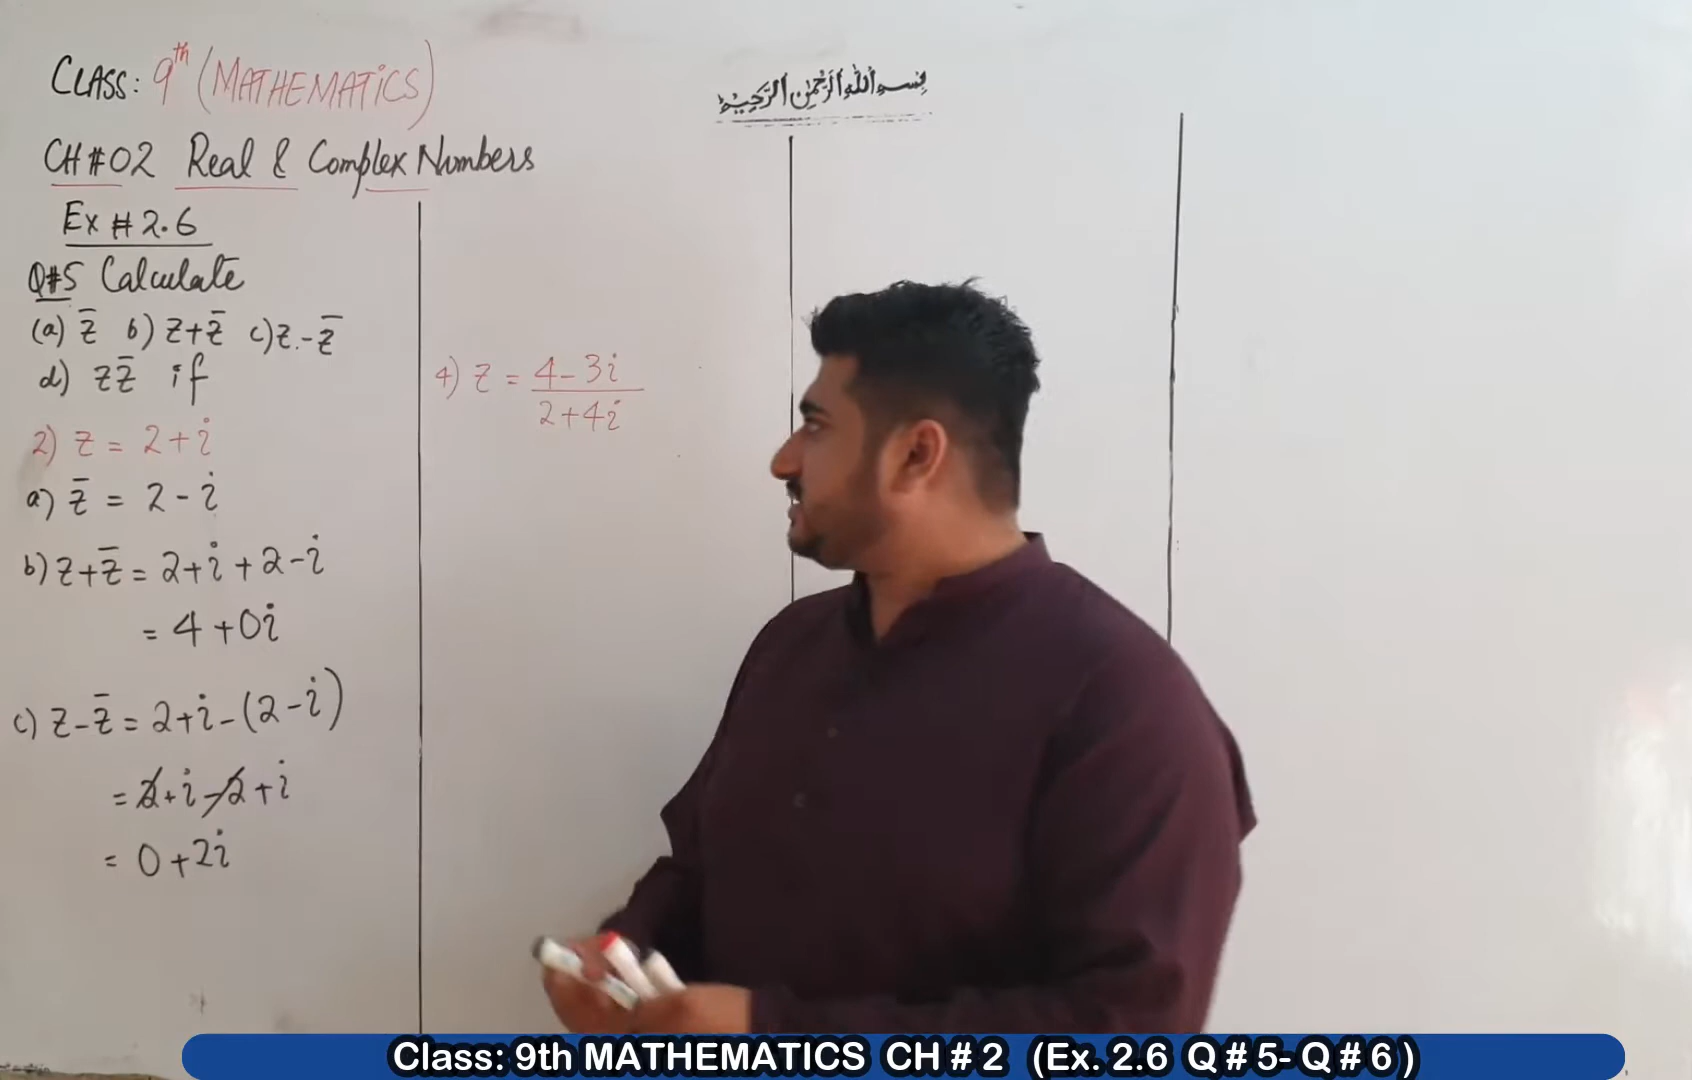 CLASS: 9th (MATHEMATICS)
بسم الله الرحمن الرحيم
CH # 02 Real & Complex Numbers
Ex # 2.6
Q#5 Calculate
(a) z̄ b) z+z̄ c) z-z̄
d) zz̄ if
2) z = 2+i
a) z̄ = 2-i
b) z+z̄ = 2+i+2-i
= 4+0i
c) z-z̄ = 2+i-(2-i)
= 2+i-2+i
= 0+2i
4) z = 4-3i
2+4i
Class: 9th MATHEMATICS CH # 2 (Ex. 2.6 Q # 5- Q # 6 )